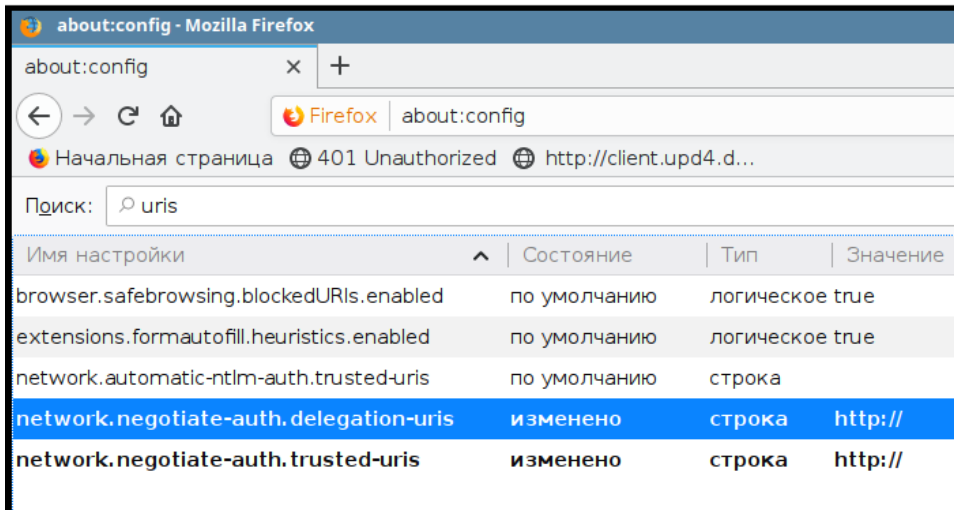 about:config - Mozilla Firefox
about:config
Firefox about:config
Начальная страница 401 Unauthorized http://client.upd4.d...
Поиск: uris
Имя настройки Состояние Тип Значение
browser.safebrowsing.blockedURIs.enabled по умолчанию логическое true
extensions.formautofill.heuristics.enabled по умолчанию логическое true
network.automatic-ntlm-auth.trusted-uris по умолчанию строка
network.negotiate-auth.delegation-uris изменено строка http://
network.negotiate-auth.trusted-uris изменено строка http://